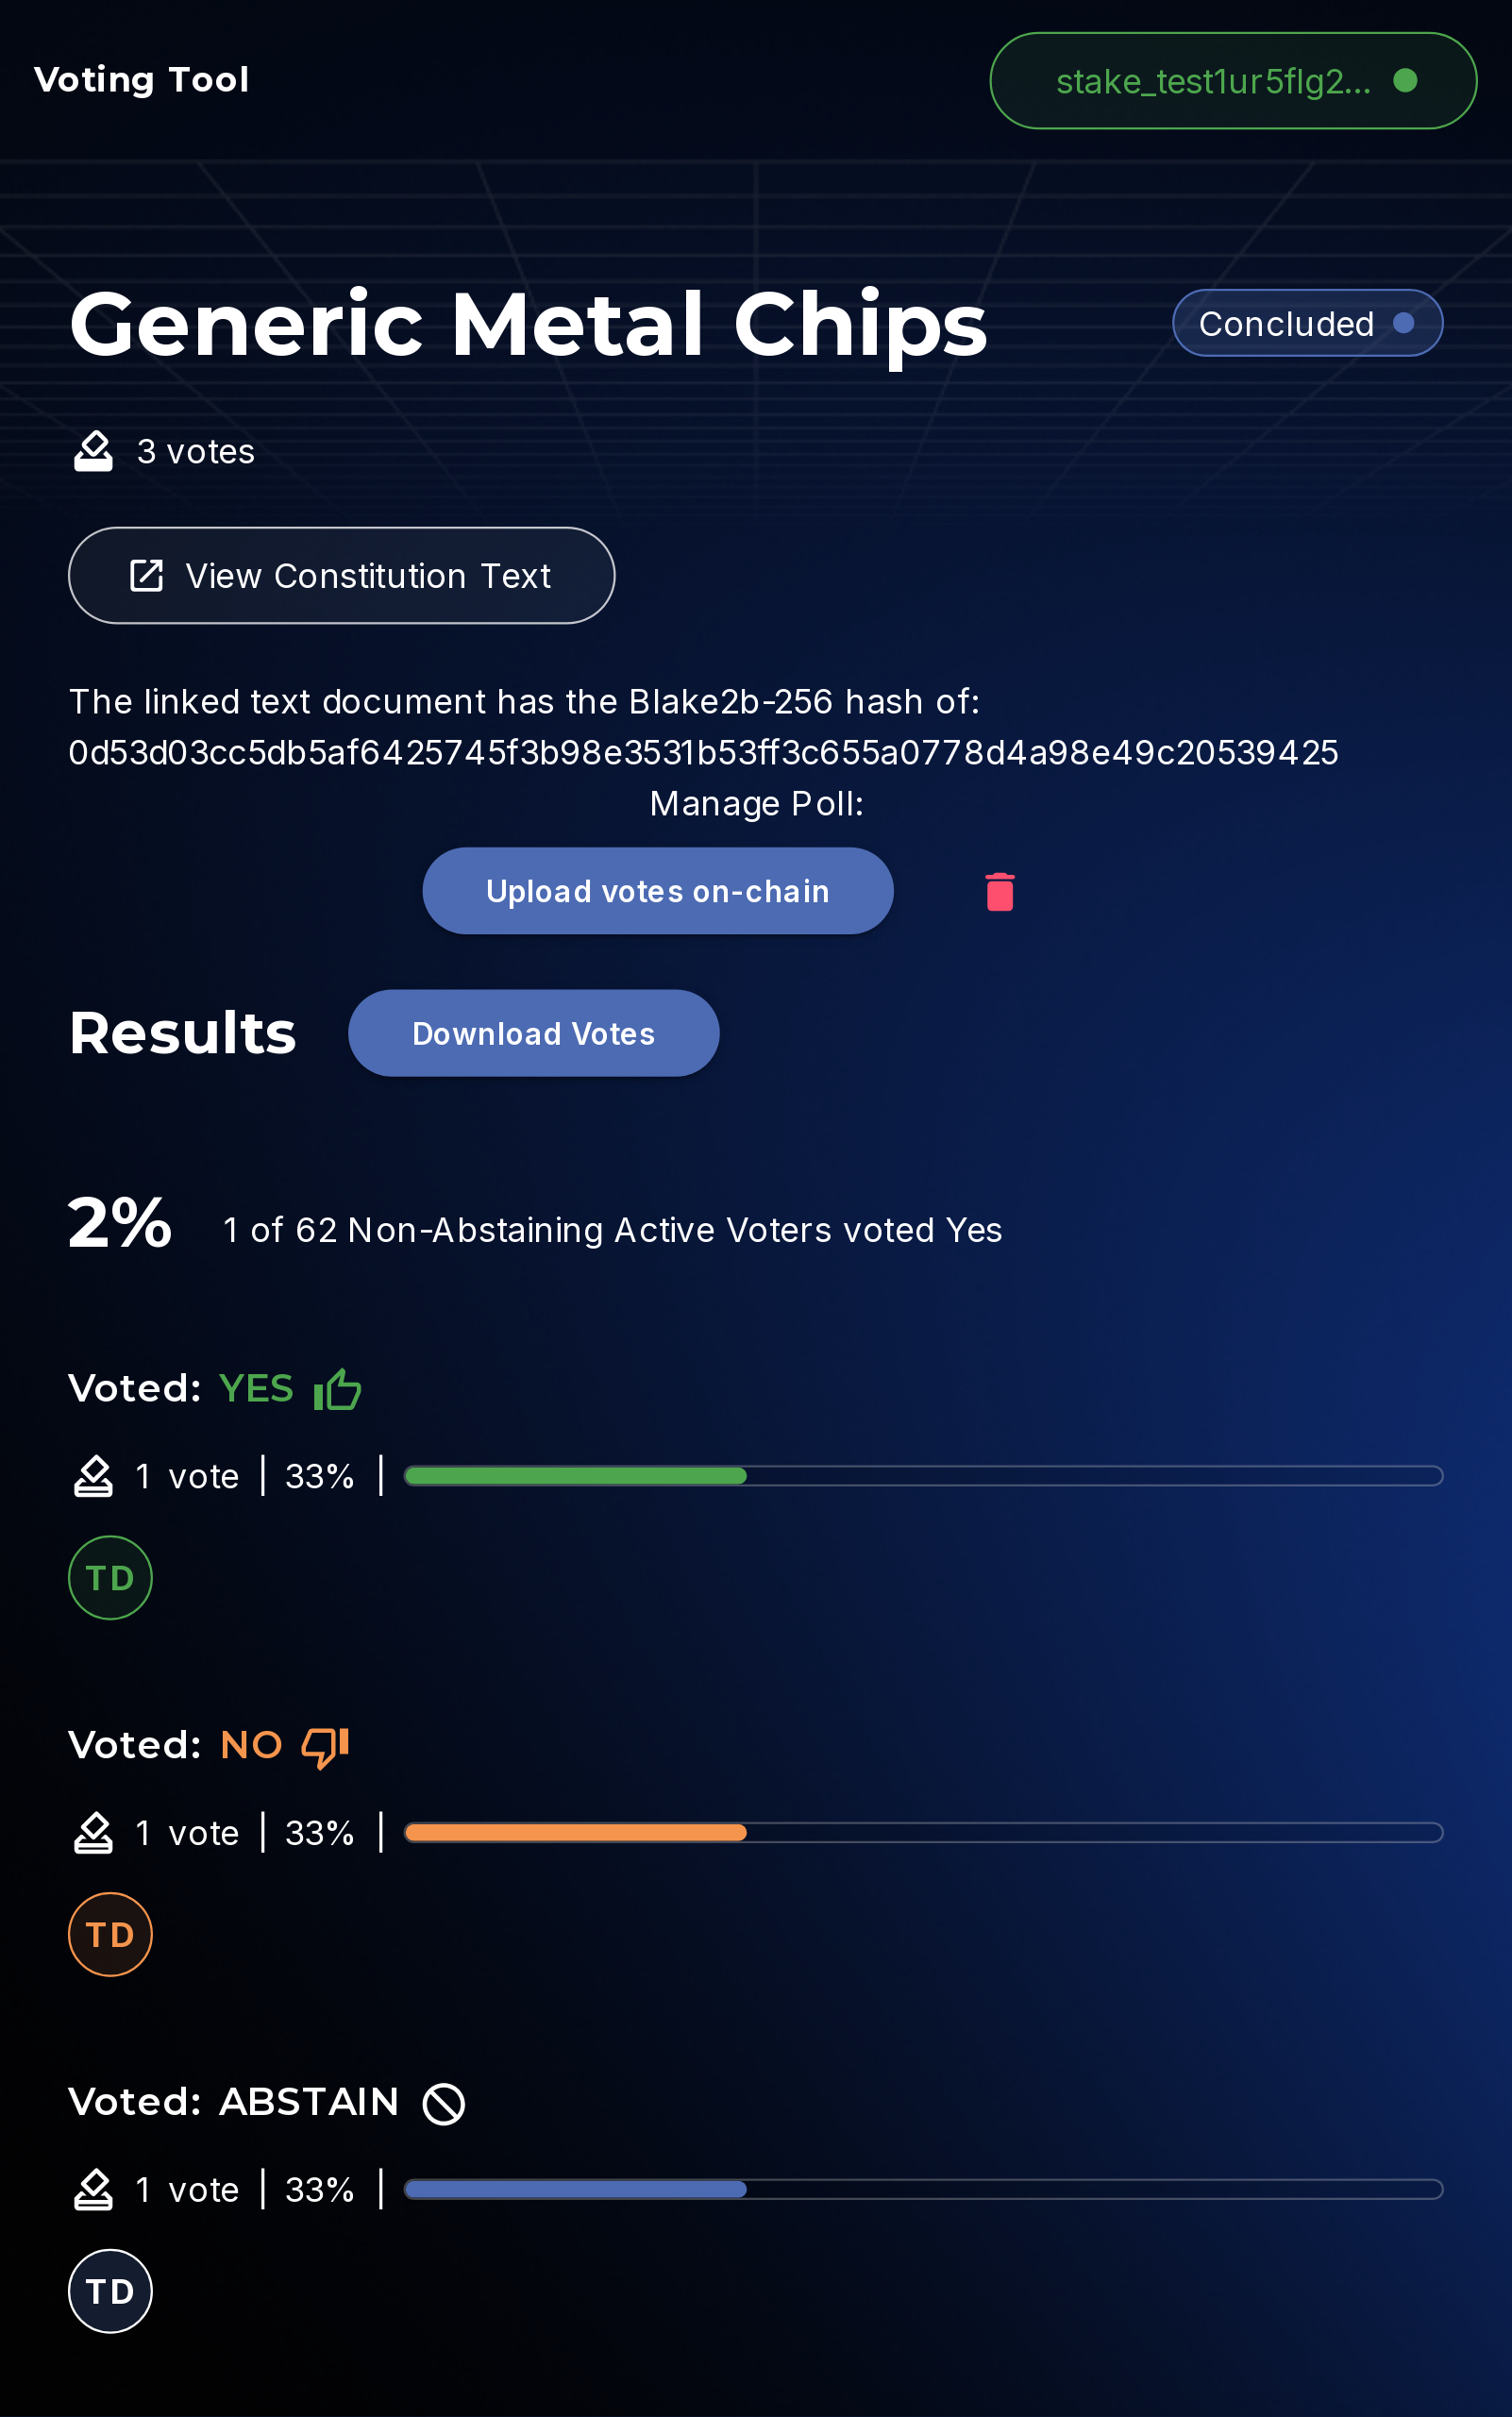 Voting Tool
stake_test1ur5flg2...
Generic Metal Chips
Concluded
3 votes
View Constitution Text
The linked text document has the Blake2b-256 hash of:
0d53d03cc5db5af6425745f3b98e3531b53ff3c655a0778d4a98e49c20539425
Manage Poll:
Upload votes on-chain
Results
Download Votes
2%
1 of 62 Non-Abstaining Active Voters voted Yes
Voted: YES
1 vote | 33% |
TD
Voted: NO
1 vote | 33% |
TD
Voted: ABSTAIN
1 vote | 33% |
TD